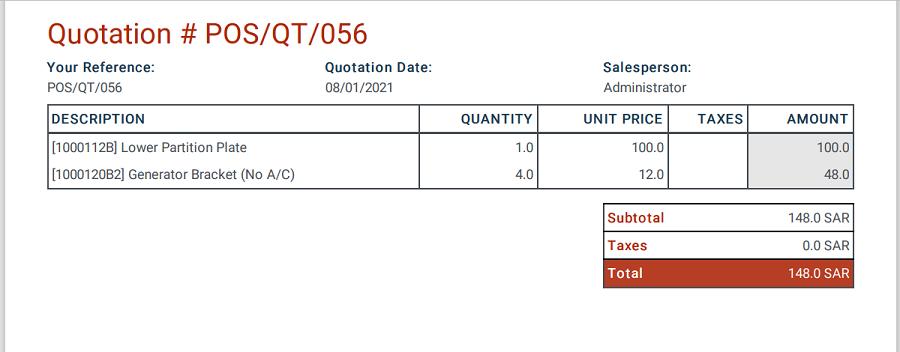 Quotation # POS/QT/056
Your Reference: Quotation Date: Salesperson:
POS/QT/056 08/01/2021 Administrator
DESCRIPTION QUANTITY UNIT PRICE TAXES AMOUNT
[1000112B] Lower Partition Plate 1.0 100.0 100.0
[1000120B2] Generator Bracket (No A/C) 4.0 12.0 48.0
Subtotal 148.0 SAR
Taxes 0.0 SAR
Total 148.0 SAR